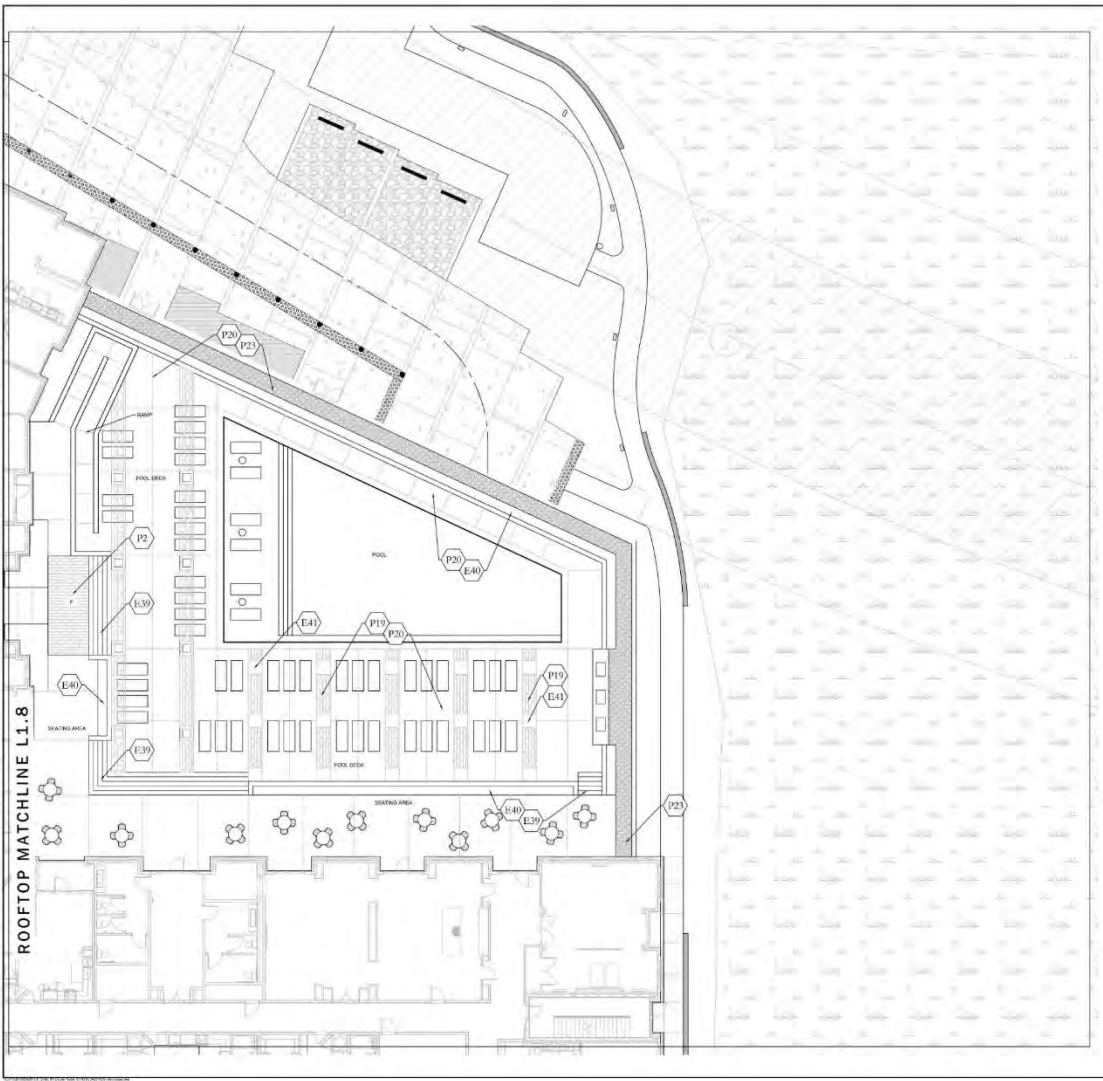 P20
P23
RAMP
POOL DECK
P2
F
E39
POOL
P20
E40
E41
P19
P20
E40
P19
E41
SEATING AREA
E39
POOL DECK
SEATING AREA
E40
E39
P23
ROOFTOP MATCHLINE L1.8